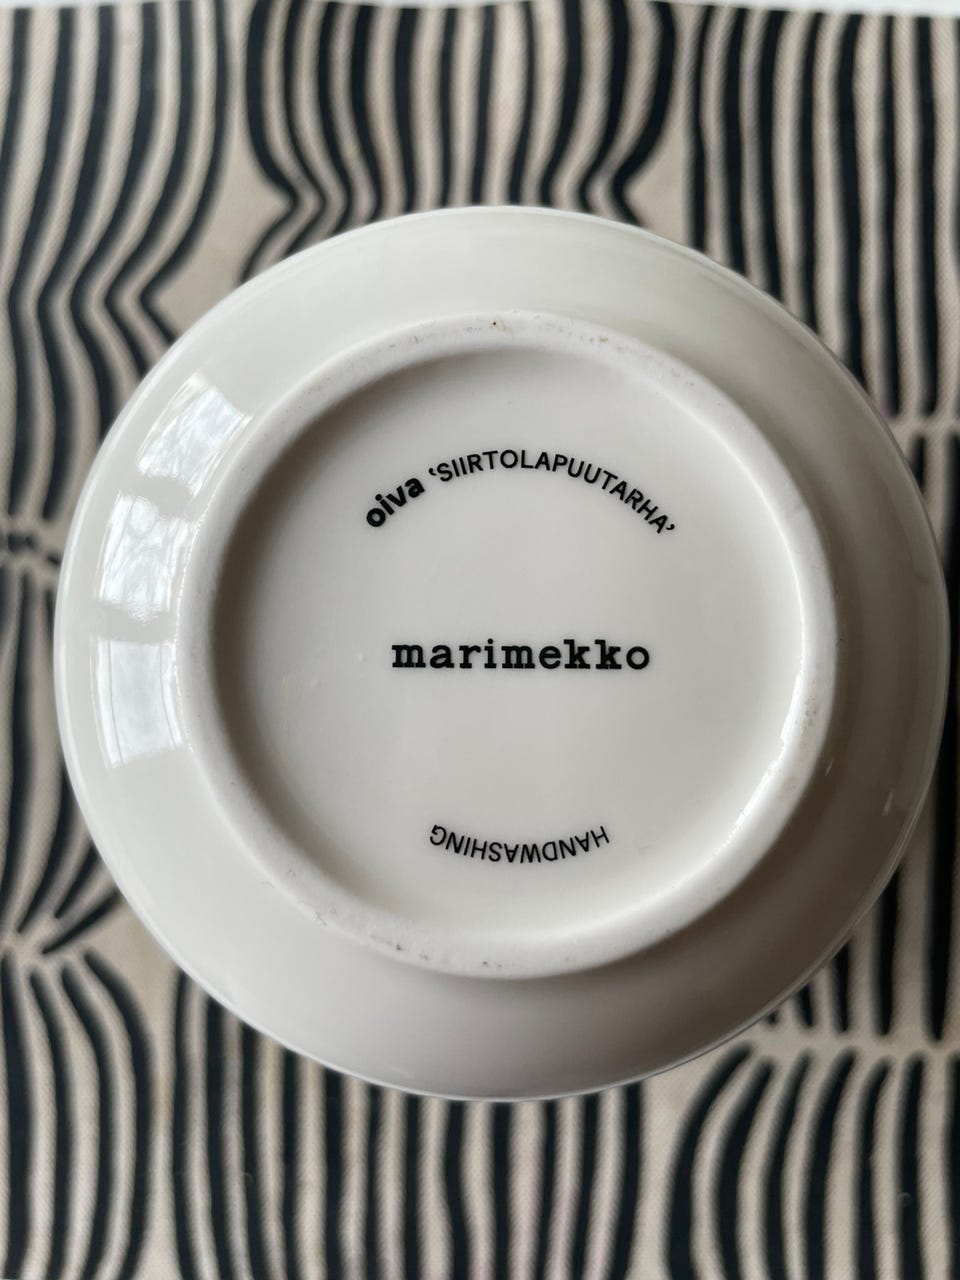 oiva 'SIIRTOLAPUUTARHA'
marimekko
HANDWASHING